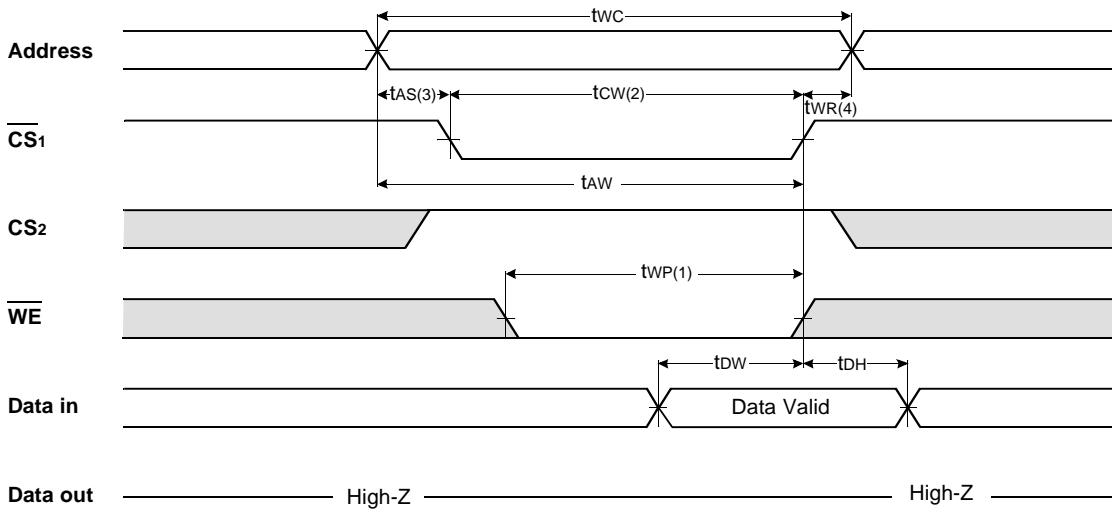 tWC
Address
tAS(3) tCW(2) tWR(4)
CS1
tAW
CS2
tWP(1)
WE
tDW tDH
Data in Data Valid
Data out High-Z High-Z